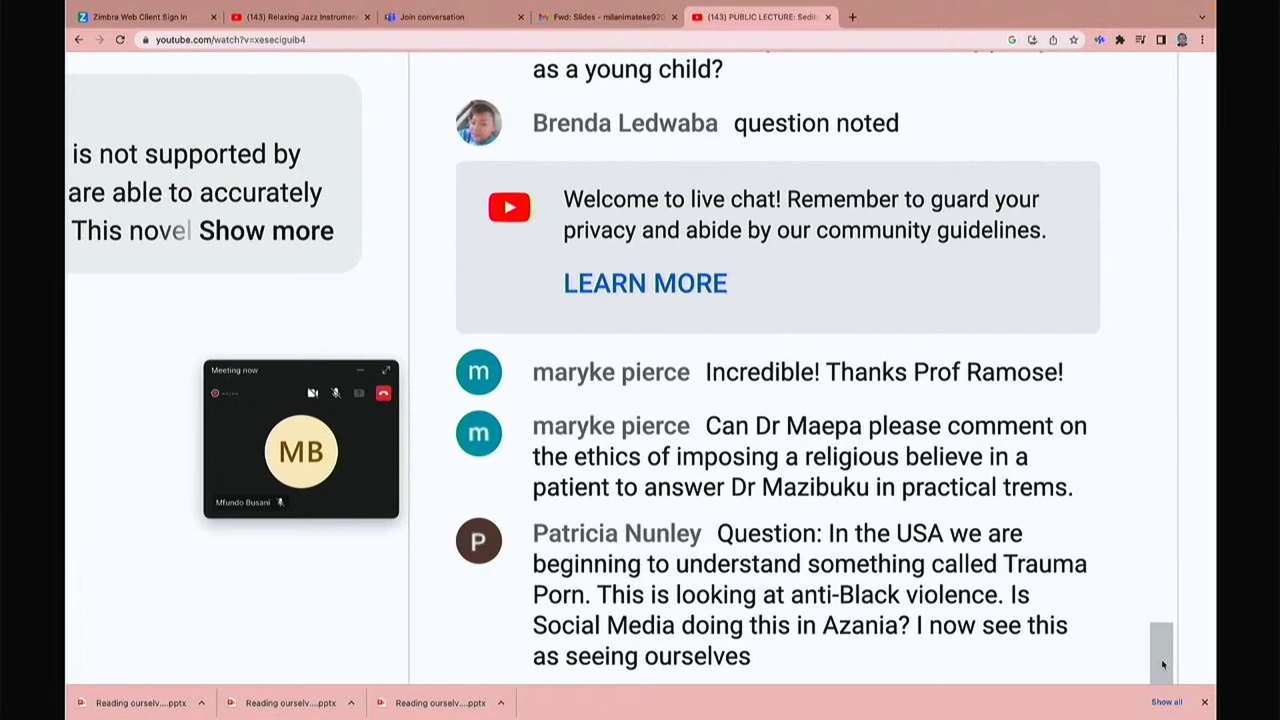 Zimbra Web Client Sign In
(143) Relaxing Jazz Instrumen
Join conversation
Fwd: Slides - milanimateke920
(143) PUBLIC LECTURE: Sedi
youtube.com/watch?v=xeseciguib4
as a young child?
Brenda Ledwaba question noted
is not supported by
are able to accurately
This novel Show more
Welcome to live chat! Remember to guard your
privacy and abide by our community guidelines.
LEARN MORE
Meeting now
--:--
MB
Mfundo Busani
m
maryke pierce Incredible! Thanks Prof Ramose!
m
maryke pierce Can Dr Maepa please comment on
the ethics of imposing a religious believe in a
patient to answer Dr Mazibuku in practical trems.
P
Patricia Nunley Question: In the USA we are
beginning to understand something called Trauma
Porn. This is looking at anti-Black violence. Is
Social Media doing this in Azania? I now see this
as seeing ourselves
Reading ourselv....pptx
Reading ourselv....pptx
Reading ourselv....pptx
Show all